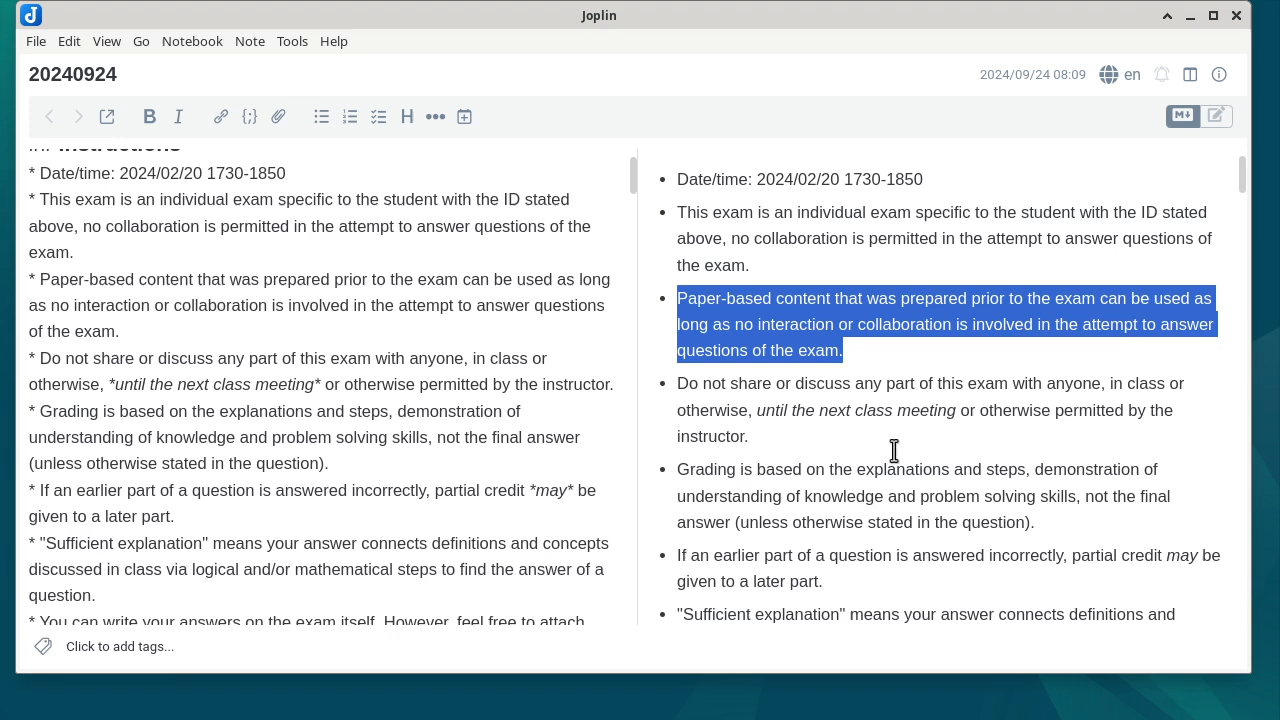 Joplin
File Edit View Go Notebook Note Tools Help
20240924
2024/09/24 08:09 en
B I H
M
* Date/time: 2024/02/20 1730-1850
* This exam is an individual exam specific to the student with the ID stated
above, no collaboration is permitted in the attempt to answer questions of the
exam.
* Paper-based content that was prepared prior to the exam can be used as long
as no interaction or collaboration is involved in the attempt to answer questions
of the exam.
* Do not share or discuss any part of this exam with anyone, in class or
otherwise, *until the next class meeting* or otherwise permitted by the instructor.
* Grading is based on the explanations and steps, demonstration of
understanding of knowledge and problem solving skills, not the final answer
(unless otherwise stated in the question).
* If an earlier part of a question is answered incorrectly, partial credit *may* be
given to a later part.
* "Sufficient explanation" means your answer connects definitions and concepts
discussed in class via logical and/or mathematical steps to find the answer of a
question.
* You can write your answers on the exam itself. However, feel free to attach
• Date/time: 2024/02/20 1730-1850
• This exam is an individual exam specific to the student with the ID stated
above, no collaboration is permitted in the attempt to answer questions of
the exam.
• Paper-based content that was prepared prior to the exam can be used as
long as no interaction or collaboration is involved in the attempt to answer
questions of the exam.
• Do not share or discuss any part of this exam with anyone, in class or
otherwise, until the next class meeting or otherwise permitted by the
instructor.
• Grading is based on the explanations and steps, demonstration of
understanding of knowledge and problem solving skills, not the final
answer (unless otherwise stated in the question).
• If an earlier part of a question is answered incorrectly, partial credit may be
given to a later part.
• "Sufficient explanation" means your answer connects definitions and
Click to add tags...